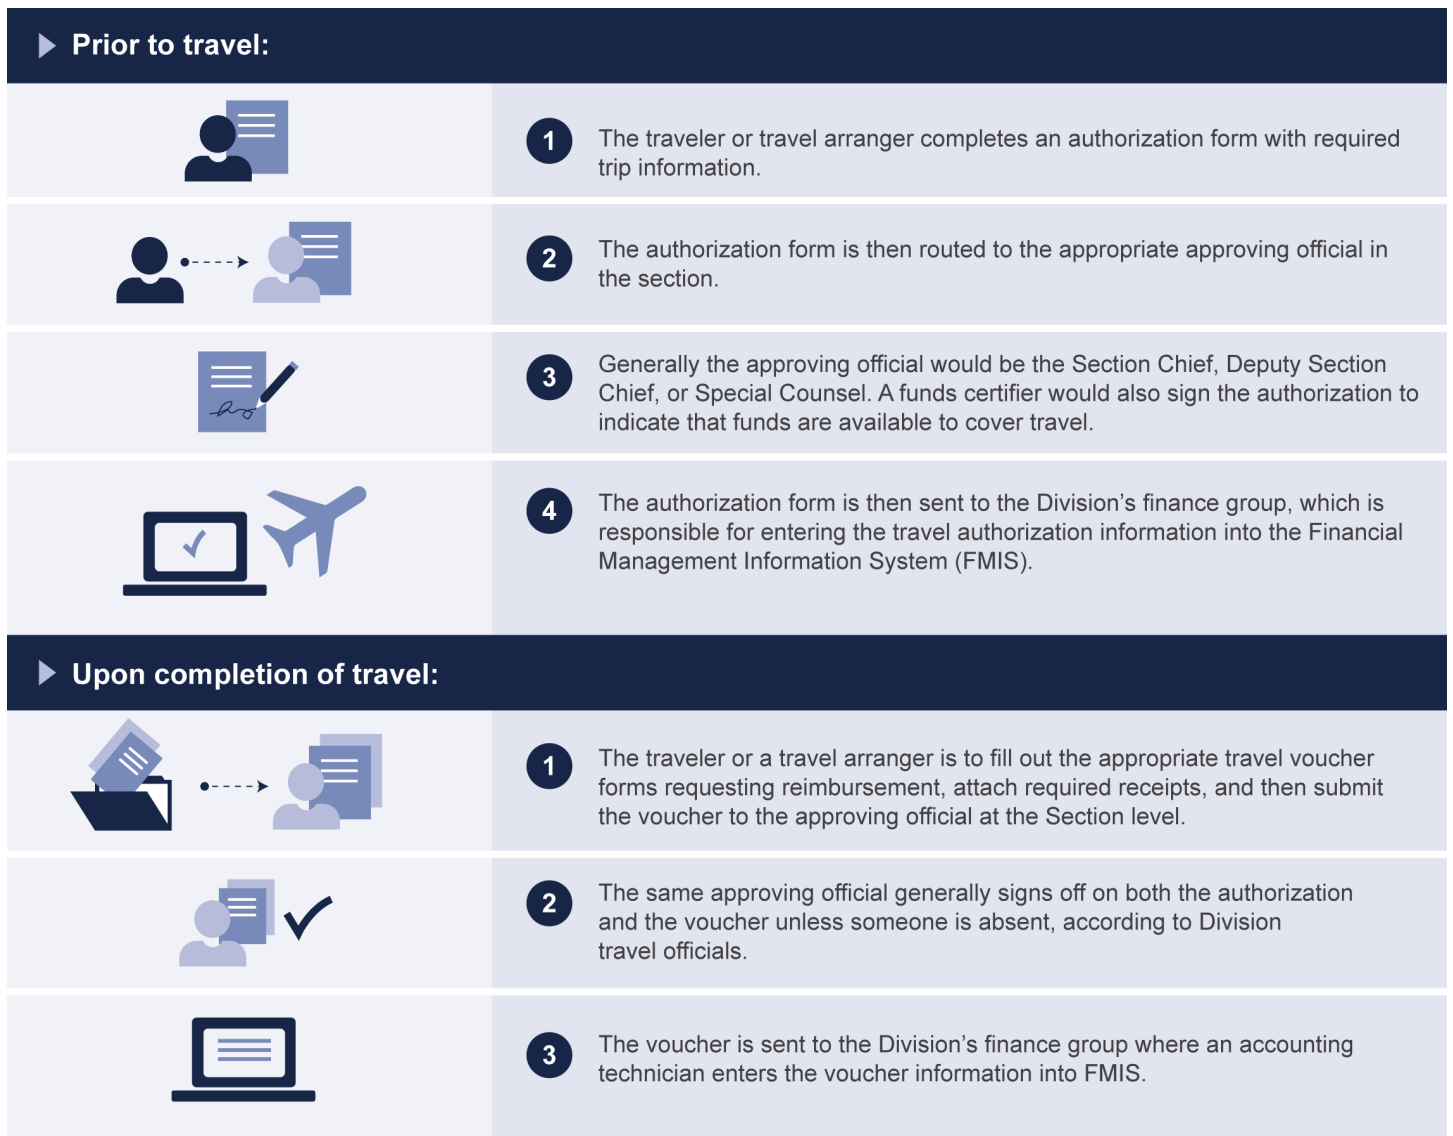 Prior to travel:
1
The traveler or travel arranger completes an authorization form with required
trip information.
2
The authorization form is then routed to the appropriate approving official in
the section.
3
Generally the approving official would be the Section Chief, Deputy Section
Chief, or Special Counsel. A funds certifier would also sign the authorization to
indicate that funds are available to cover travel.
4
The authorization form is then sent to the Division’s finance group, which is
responsible for entering the travel authorization information into the Financial
Management Information System (FMIS).
Upon completion of travel:
1
The traveler or a travel arranger is to fill out the appropriate travel voucher
forms requesting reimbursement, attach required receipts, and then submit
the voucher to the approving official at the Section level.
2
The same approving official generally signs off on both the authorization
and the voucher unless someone is absent, according to Division
travel officials.
3
The voucher is sent to the Division’s finance group where an accounting
technician enters the voucher information into FMIS.